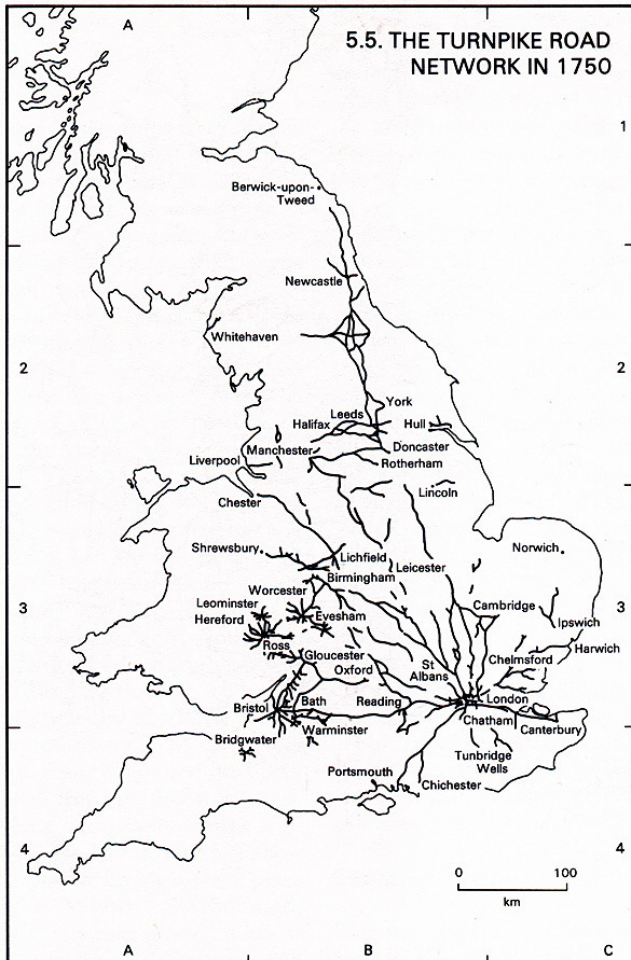 A
5.5. THE TURNPIKE ROAD
NETWORK IN 1750
1
Berwick-upon-
Tweed
Newcastle
Whitehaven
2
2
York
Leeds
Halifax
Hull
Manchester
Doncaster
Liverpool
Rotherham
Lincoln
Chester
Shrewsbury
Lichfield
Norwich
Leicester
Birmingham
Worcester
3
Leominster
Cambridge
3
Hereford
Evesham
Ipswich
Ross
Harwich
Gloucester
Chelmsford
Oxford
St
Albans
Bristol
Bath
Reading
London
Chatham
Canterbury
Warminster
Bridgwater
Tunbridge
Wells
Portsmouth
Chichester
4
4
0
100
km
A
B
C